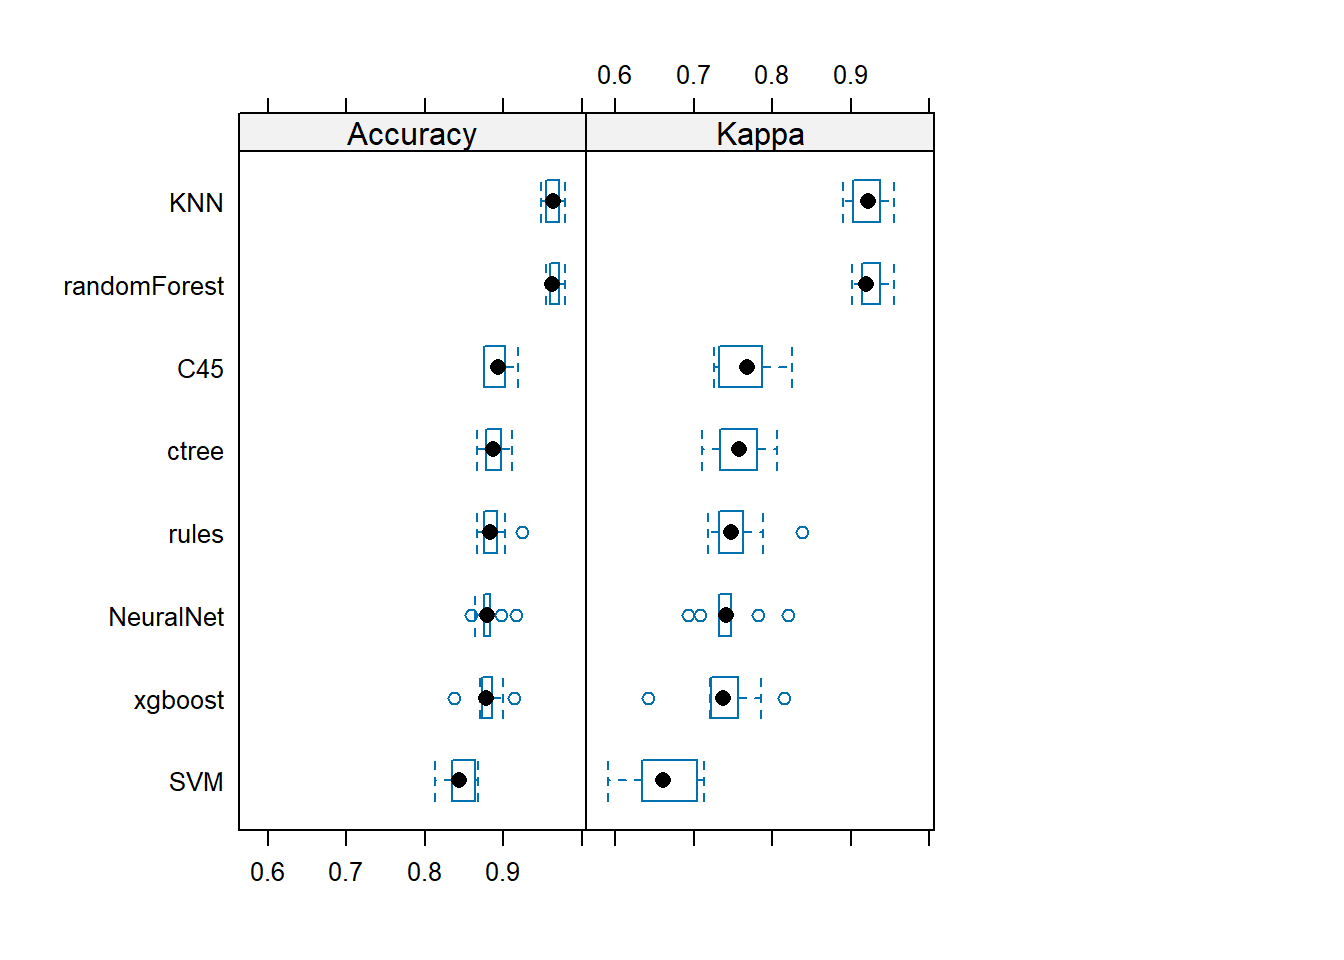 0.6 0.7 0.8 0.9
Accuracy Kappa
KNN
randomForest
C45
ctree
rules
NeuralNet
xgboost
SVM
0.6 0.7 0.8 0.9